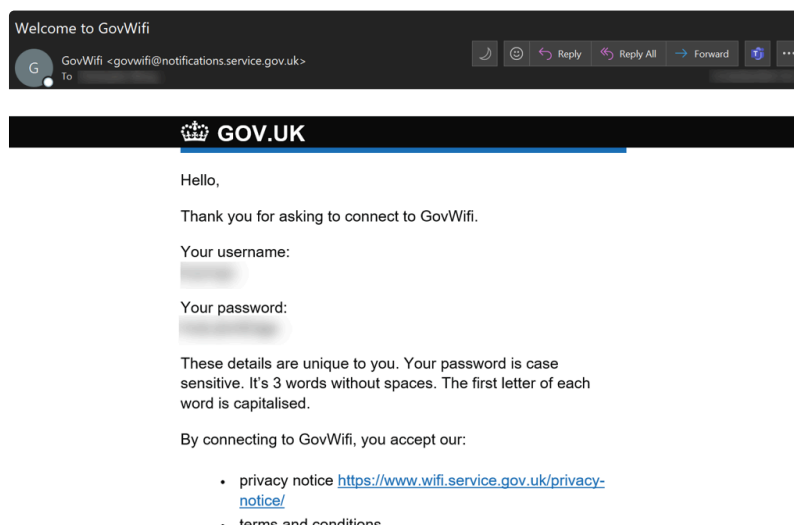 Welcome to GovWifi
G
GovWifi <govwifi@notifications.service.gov.uk>
To
Reply
Reply All
Forward
GOV.UK
Hello,
Thank you for asking to connect to GovWifi.
Your username:
Your password:
These details are unique to you. Your password is case
sensitive. It's 3 words without spaces. The first letter of each
word is capitalised.
By connecting to GovWifi, you accept our:
• privacy notice https://www.wifi.service.gov.uk/privacy-
notice/
• terms and conditions